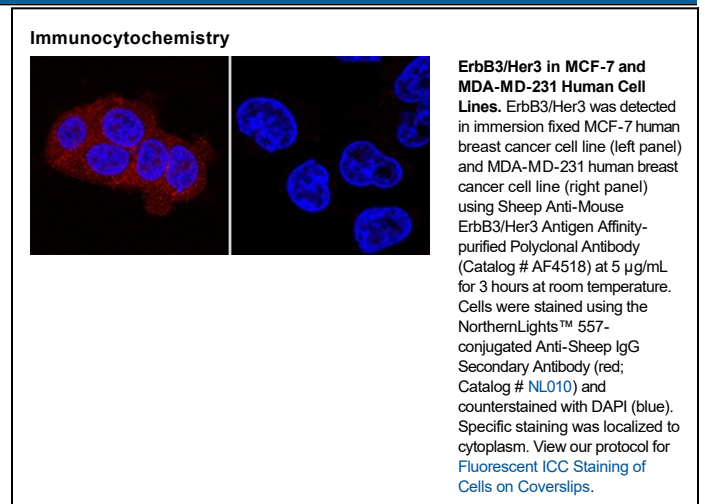 Immunocytochemistry
ErbB3/Her3 in MCF-7 and
MDA-MD-231 Human Cell
Lines. ErbB3/Her3 was detected
in immersion fixed MCF-7 human
breast cancer cell line (left panel)
and MDA-MD-231 human breast
cancer cell line (right panel)
using Sheep Anti-Mouse
ErbB3/Her3 Antigen Affinity-
purified Polyclonal Antibody
(Catalog # AF4518) at 5 µg/mL
for 3 hours at room temperature.
Cells were stained using the
NorthernLights™ 557-
conjugated Anti-Sheep IgG
Secondary Antibody (red;
Catalog # NL010) and
counterstained with DAPI (blue).
Specific staining was localized to
cytoplasm. View our protocol for
Fluorescent ICC Staining of
Cells on Coverslips.